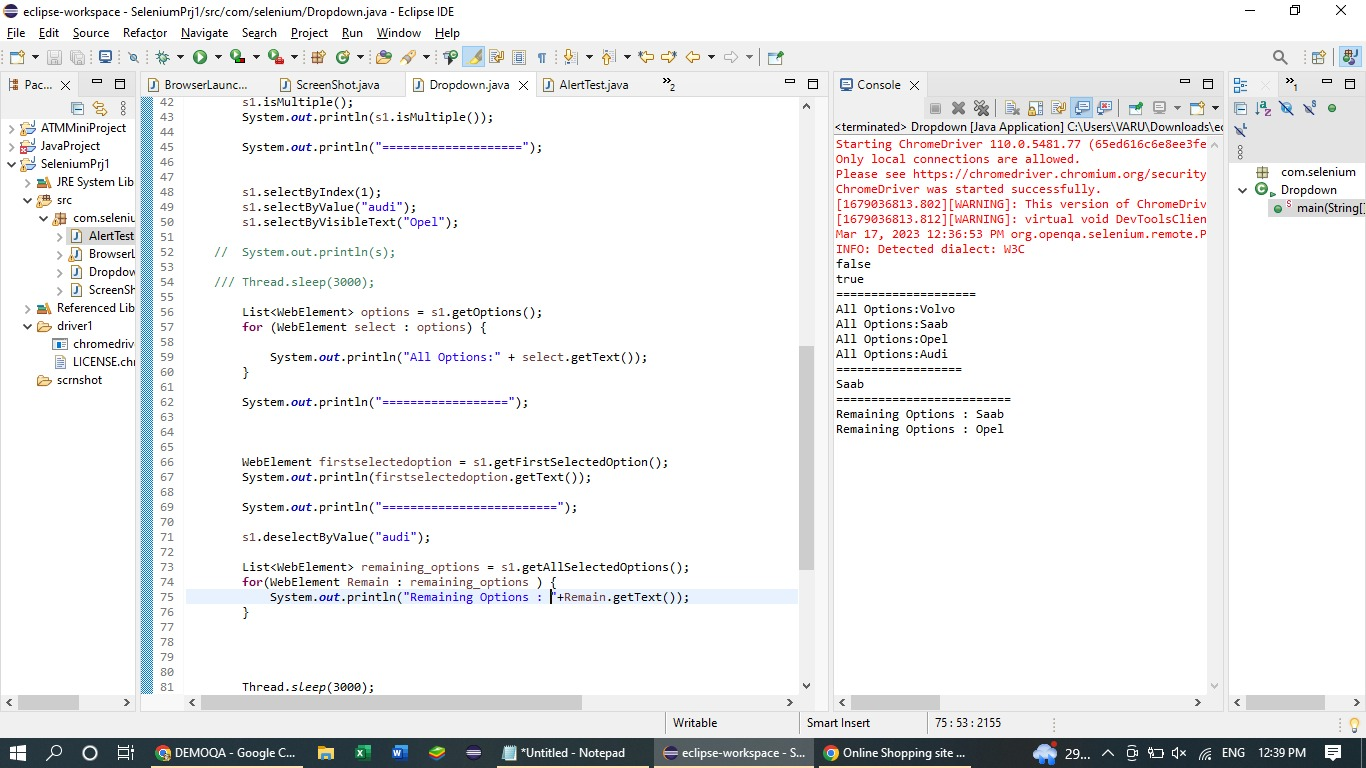 eclipse-workspace - SeleniumPrj1/src/com/selenium/Dropdown.java - Eclipse IDE
File Edit Source Refactor Navigate Search Project Run Window Help
Pac...
ATMMiniProject
JavaProject
SeleniumPrj1
JRE System Lib
src
com.seleniu
AlertTest
BrowserL
Dropdow
ScreenSh
Referenced Lib
driver1
chromedriv
LICENSE.chr
scrnshot
BrowserLaunc... ScreenShot.java Dropdown.java AlertTest.java »2
42 s1.isMultiple();
43 System.out.println(s1.isMultiple());
44
45 System.out.println("====================");
46
47
48 s1.selectByIndex(1);
49 s1.selectByValue("audi");
50 s1.selectByVisibleText("Opel");
51
52 // System.out.println(s);
53
54 /// Thread.sleep(3000);
55
56 List<WebElement> options = s1.getOptions();
57 for (WebElement select : options) {
58
59 System.out.println("All Options:" + select.getText());
60 }
61
62 System.out.println("==================");
63
64
65
66 WebElement firstselectedoption = s1.getFirstSelectedOption();
67 System.out.println(firstselectedoption.getText());
68
69 System.out.println("=========================");
70
71 s1.deselectByValue("audi");
72
73 List<WebElement> remaining_options = s1.getAllSelectedOptions();
74 for(WebElement Remain : remaining_options ) {
75 System.out.println("Remaining Options : "+Remain.getText());
76 }
77
78
79
80
81 Thread.sleep(3000);
Console
<terminated> Dropdown [Java Application] C:\Users\VARU\Downloads\ec
Starting ChromeDriver 110.0.5481.77 (65ed616c6e8ee3fe
Only local connections are allowed.
Please see https://chromedriver.chromium.org/security
ChromeDriver was started successfully.
[1679036813.802][WARNING]: This version of ChromeDriv
[1679036813.812][WARNING]: virtual void DevToolsClien
Mar 17, 2023 12:36:53 PM org.openqa.selenium.remote.P
INFO: Detected dialect: W3C
false
true
====================
All Options:Volvo
All Options:Saab
All Options:Opel
All Options:Audi
==================
Saab
=========================
Remaining Options : Saab
Remaining Options : Opel
»1
com.selenium
Dropdown
main(String[]
Writable Smart Insert 75 : 53 : 2155
DEMOQA - Google C... *Untitled - Notepad eclipse-workspace - S... Online Shopping site ... 29... ENG 12:39 PM